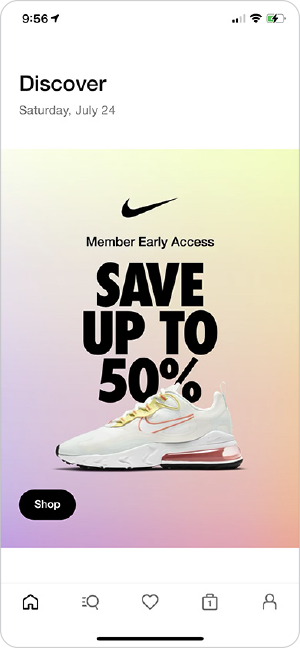 9:56
Discover
Saturday, July 24
Member Early Access
SAVE
UP TO
50%
Shop
1